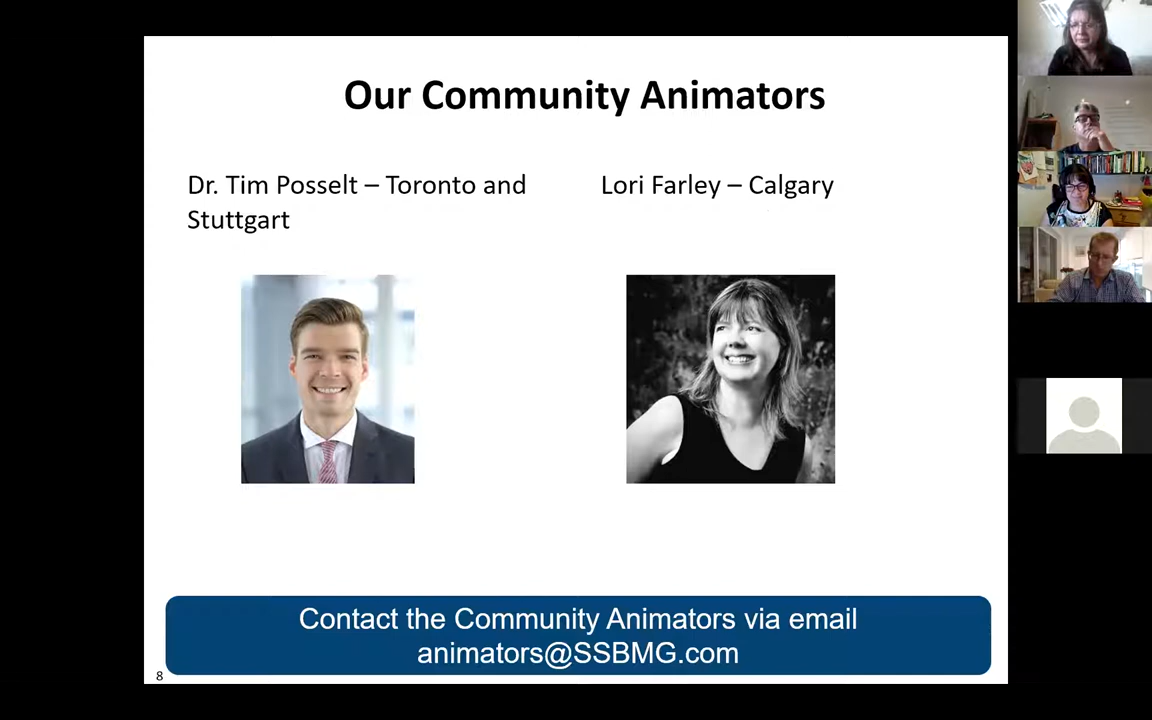 Our Community Animators
Dr. Tim Posselt – Toronto and
Stuttgart
Lori Farley – Calgary
Contact the Community Animators via email
animators@SSBMG.com
8